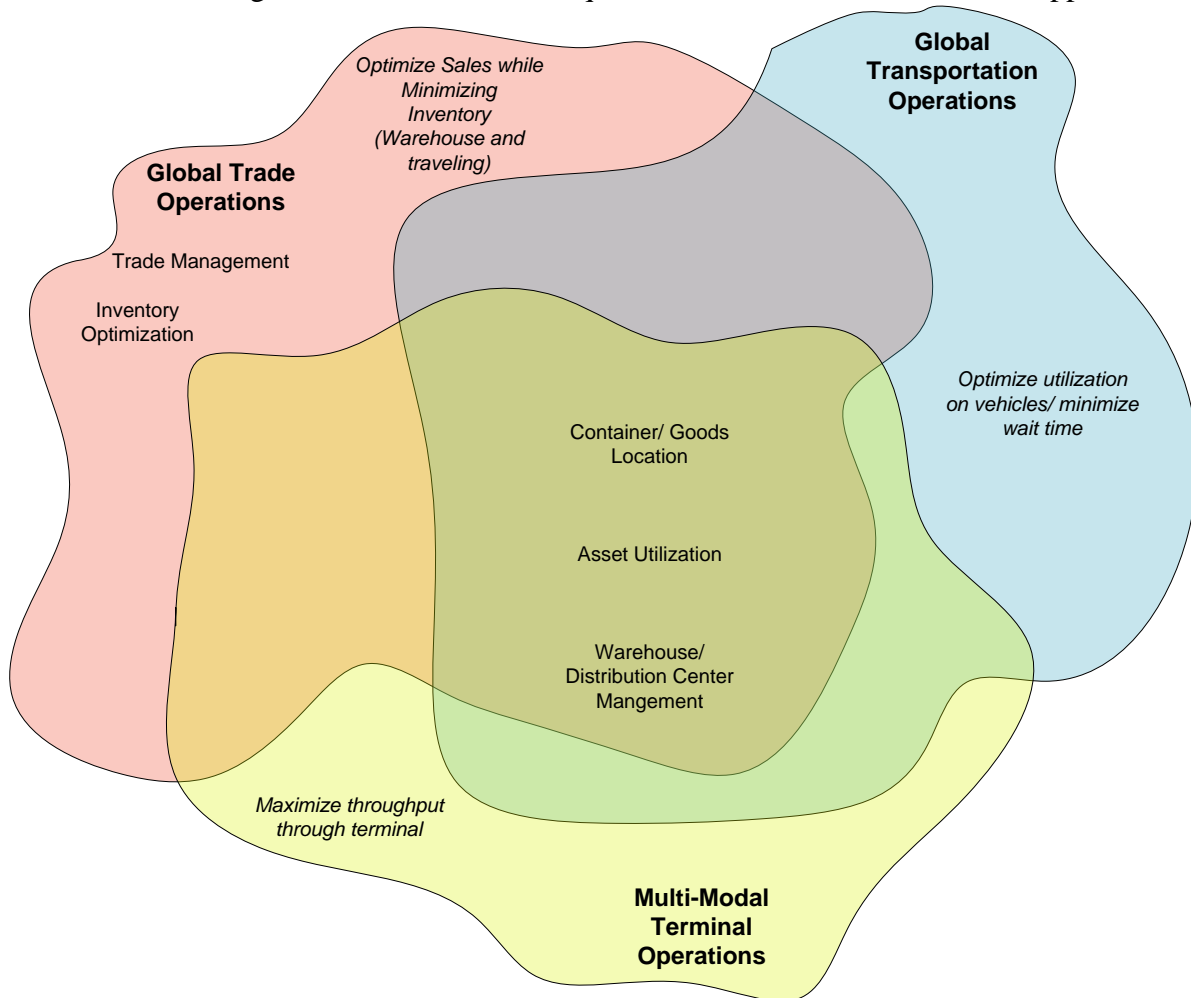 Global
Transportation
Operations
Optimize Sales while
Minimizing
Inventory
(Warehouse and
traveling)
Global Trade
Operations
Trade Management
Inventory
Optimization
Optimize utilization
on vehicles/ minimize
wait time
Container/ Goods
Location
Asset Utilization
Warehouse/
Distribution Center
Mangement
Maximize throughput
through terminal
Multi-Modal
Terminal
Operations